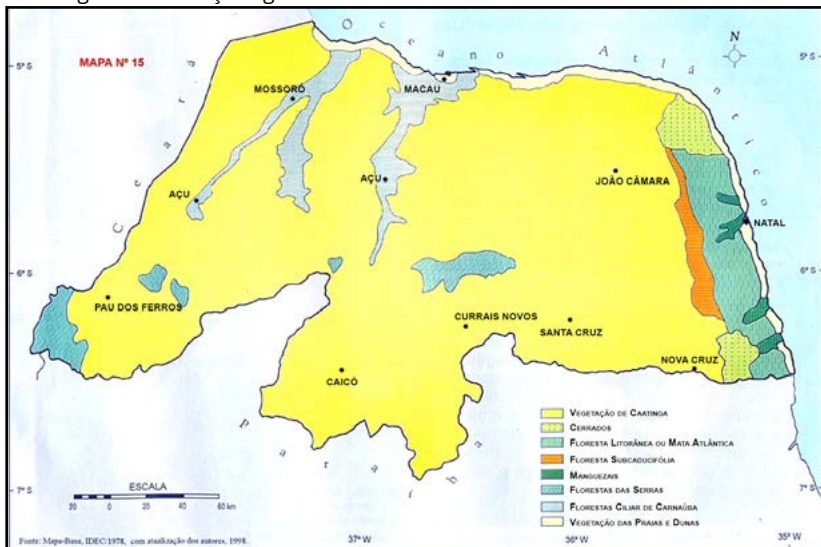 Oceano Atlântico
N
MAPA Nº 15
5º S
5º S
Ceará
MOSSORÓ
MACAU
AÇU
AÇU
JOÃO CÂMARA
NATAL
6º S
6º S
PAU DOS FERROS
CURRAIS NOVOS
SANTA CRUZ
NOVA CRUZ
CAICÓ
Paraíba
VEGETAÇÃO DE CAATINGA
CERRADOS
FLORESTA LITORÂNEA OU MATA ATLÂNTICA
FLORESTA SUBCADUCIFÓLIA
MANGUEZAIS
FLORESTAS DAS SERRAS
FLORESTAS CILIAR DE CARNAÚBA
VEGETAÇÃO DAS PRAIAS E DUNAS
7º S
7º S
ESCALA
20 0 20 40 60 km
37º W
36º W
35º W
Fonte: Mapa-Base, IDEC/1978, com atualização dos autores, 1998.